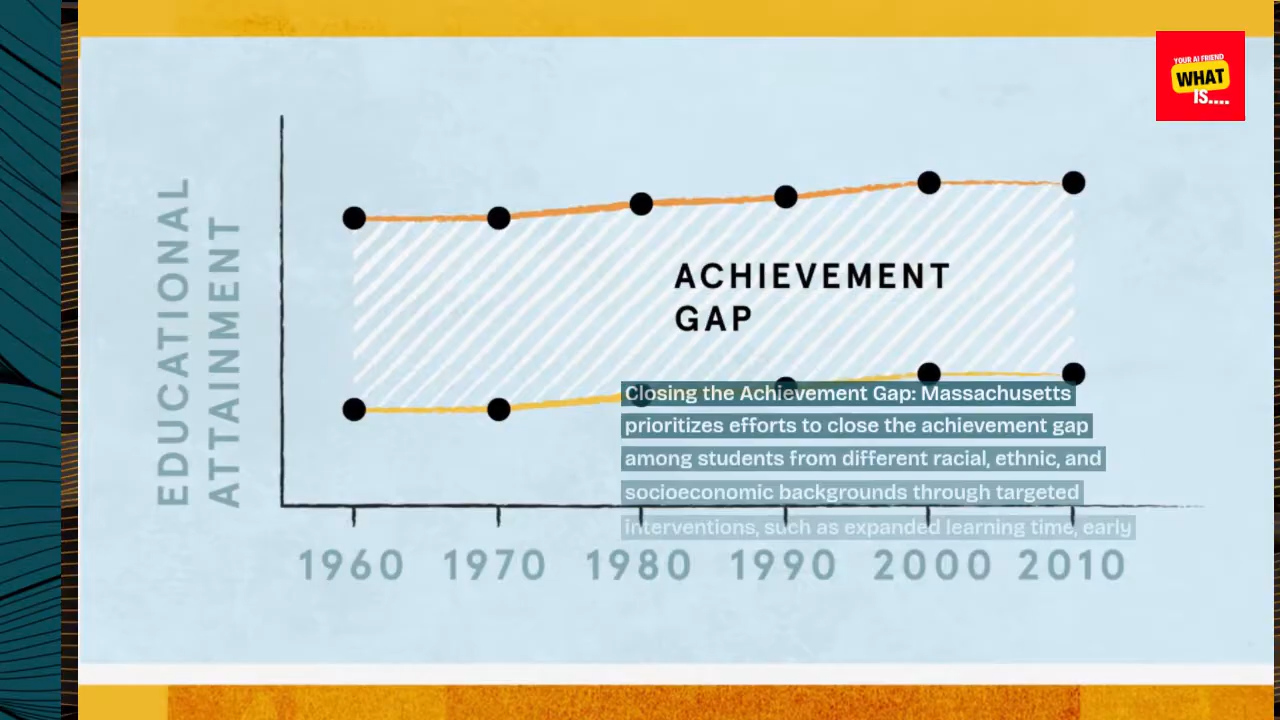 YOUR AI FRIEND
WHAT
IS....
EDUCATIONAL
ATTAINMENT
ACHIEVEMENT
GAP
Closing the Achievement Gap: Massachusetts
prioritizes efforts to close the achievement gap
among students from different racial, ethnic, and
socioeconomic backgrounds through targeted
interventions, such as expanded learning time, early
1960 1970 1980 1990 2000 2010